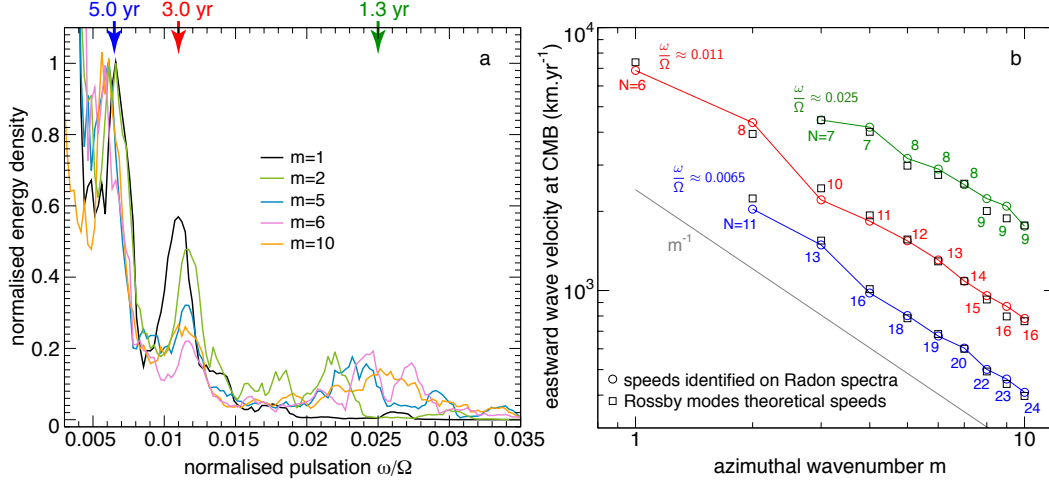 5.0 yr
3.0 yr
1.3 yr
a
normalised energy density
1
0.8
0.6
0.4
0.2
0
m=1
m=2
m=5
m=6
m=10
0.005
0.01
0.015
0.02
0.025
0.03
0.035
normalised pulsation ω/Ω
b
eastward wave velocity at CMB (km.yr⁻¹)
10⁴
10³
ω/Ω ≈ 0.011
N=6
8
10
11
12
13
14
15
16
16
ω/Ω ≈ 0.025
N=7
7
8
8
8
9
9
9
ω/Ω ≈ 0.0065
N=11
13
16
18
19
20
22
23
24
m⁻¹
speeds identified on Radon spectra
Rossby modes theoretical speeds
1
10
azimuthal wavenumber m